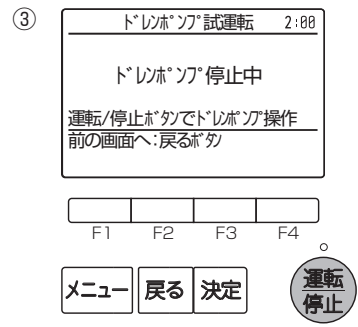 ③
ﾄﾞﾚﾝﾎﾟﾝﾌﾟ試運転 2:00
ﾄﾞﾚﾝﾎﾟﾝﾌﾟ停止中
運転/停止ﾎﾞﾀﾝでﾄﾞﾚﾝﾎﾟﾝﾌﾟ操作
前の画面へ:戻るﾎﾞﾀﾝ
F1 F2 F3 F4
メニュー 戻る 決定
運転
停止